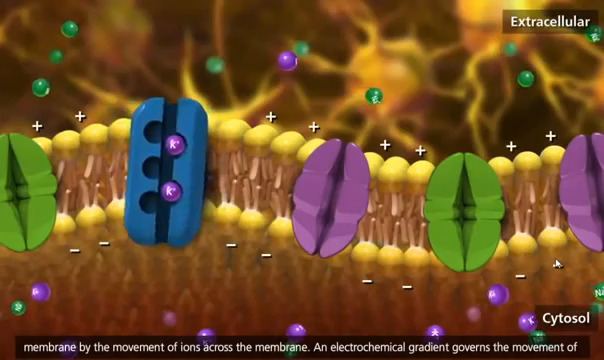 Extracellular
K+
K+
Cytosol
membrane by the movement of ions across the membrane. An electrochemical gradient governs the movement of